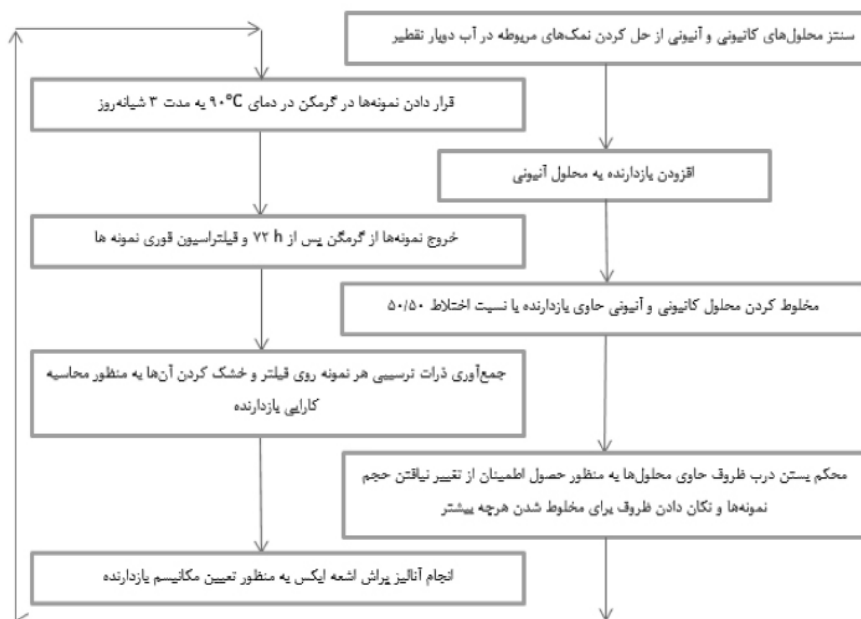 سنتز محلول‌های کاتیونی و آنیونی از حل کردن نمک‌های مربوطه در آب دوبار تقطیر
افزودن بازدارنده به محلول آنیونی
مخلوط کردن محلول کاتیونی و آنیونی حاوی بازدارنده با نسبت اختلاط ۵۰/۵۰
محکم بستن درب ظروف حاوی محلول‌ها به منظور حصول اطمینان از تغییر نیافتن حجم
نمونه‌ها و تکان دادن ظروف برای مخلوط شدن هرچه بیشتر
قرار دادن نمونه‌ها در گرمکن در دمای ۹۰°C به مدت ۳ شبانه‌روز
خروج نمونه‌ها از گرمگن پس از ۷۲ h و فیلتراسیون فوری نمونه ها
جمع‌آوری ذرات ترسیبی هر نمونه روی فیلتر و خشک کردن آن‌ها به منظور محاسبه
کارایی بازدارنده
انجام آنالیز پراش اشعه ایکس به منظور تعیین مکانیسم بازدارنده